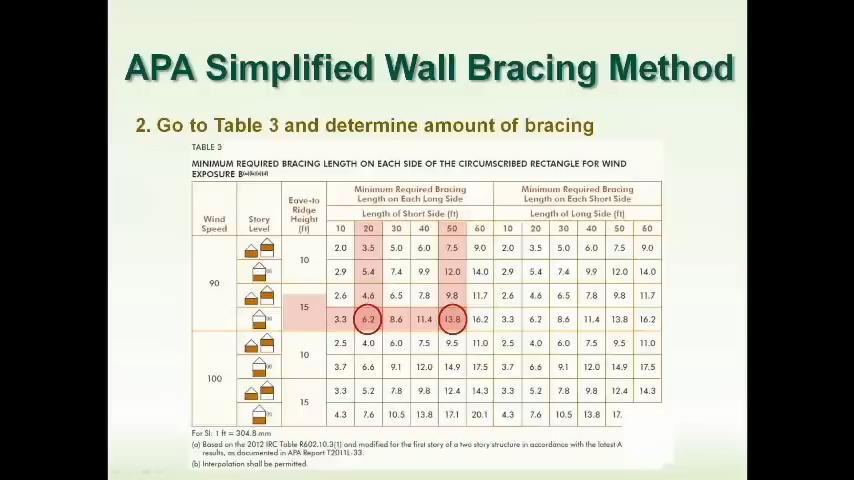 APA Simplified Wall Bracing Method
2. Go to Table 3 and determine amount of bracing
TABLE 3
MINIMUM REQUIRED BRACING LENGTH ON EACH SIDE OF THE CIRCUMSCRIBED RECTANGLE FOR WIND
EXPOSURE B
Wind Speed Story Level Eave-to Ridge Height (ft) Minimum Required Bracing Length on Each Long Side Minimum Required Bracing Length on Each Short Side
Length of Short Side (ft) Length of Long Side (ft)
10 20 30 40 50 60 10 20 30 40 50 60
90 10 2.0 3.5 5.0 6.0 7.5 9.0 2.0 3.5 5.0 6.0 7.5 9.0
2.9 5.4 7.4 9.9 12.0 14.0 2.9 5.4 7.4 9.9 12.0 14.0
15 2.6 4.6 6.5 7.8 9.8 11.7 2.6 4.6 6.5 7.8 9.8 11.7
3.3 6.2 8.6 11.4 13.8 16.2 3.3 6.2 8.6 11.4 13.8 16.2
100 10 2.5 4.0 6.0 7.5 9.5 11.0 2.5 4.0 6.0 7.5 9.5 11.0
3.7 6.6 9.1 12.0 14.9 17.5 3.7 6.6 9.1 12.0 14.9 17.5
15 3.3 5.2 7.8 9.8 12.4 14.3 3.3 5.2 7.8 9.8 12.4 14.3
4.3 7.6 10.5 13.8 17.1 20.1 4.3 7.6 10.5 13.8 17.
For SI: 1 ft = 304.8 mm
(a) Based on the 2012 IRC Table R602.10.3(1) and modified for the first story of a two story structure in accordance with the latest A
results, as documented in APA Report T2011L-33.
(b) Interpolation shall be permitted.